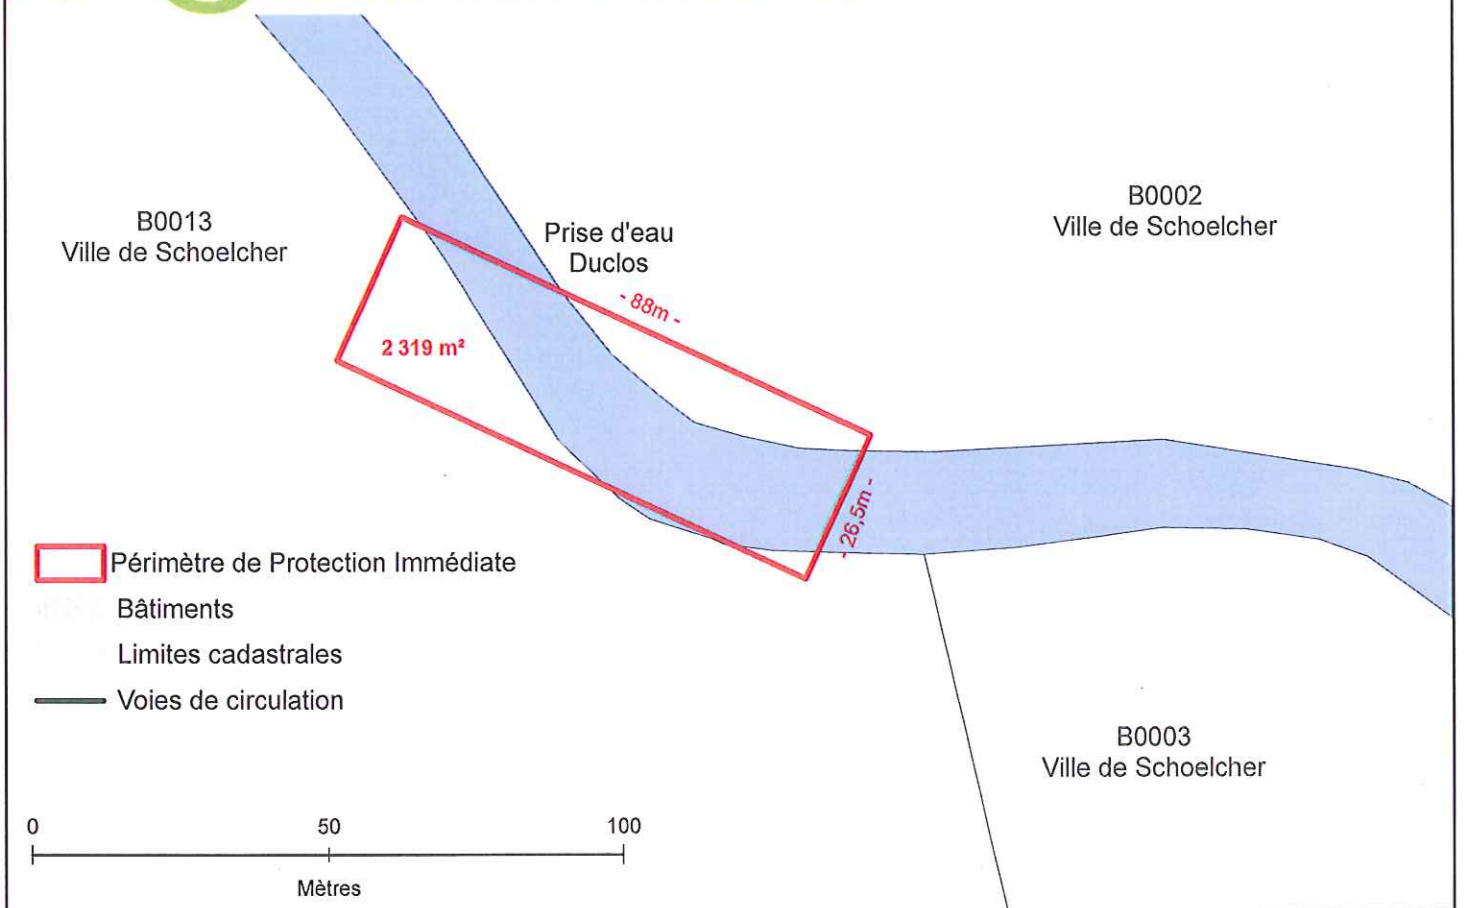 B0002
Ville de Schoelcher
B0013
Ville de Schoelcher
Prise d'eau
Duclos
- 88m -
2 319 m²
- 26,5m -
Périmètre de Protection Immédiate
Bâtiments
Limites cadastrales
Voies de circulation
B0003
Ville de Schoelcher
0 50 100
Mètres